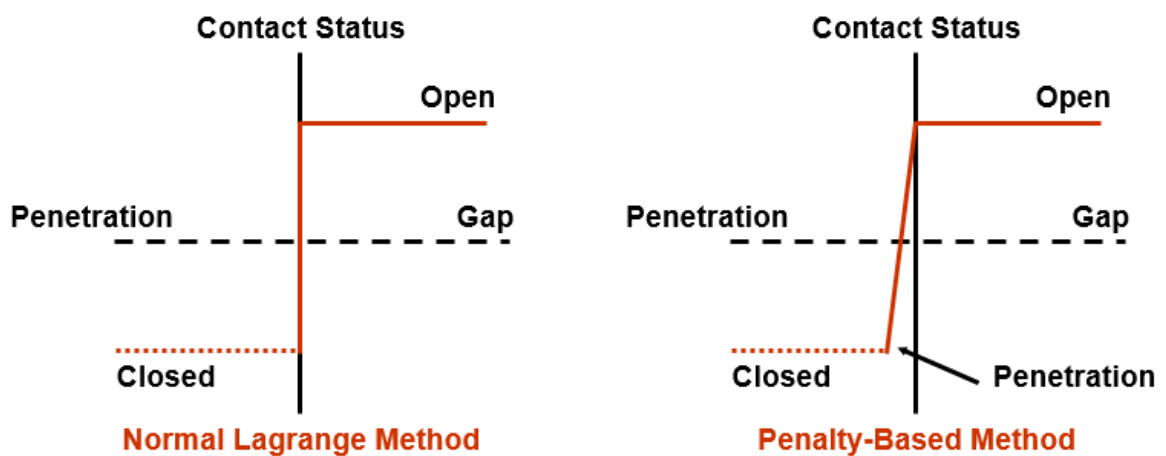 Contact Status
Open
Penetration
Gap
Closed
Normal Lagrange Method
Contact Status
Open
Penetration
Gap
Closed
Penetration
Penalty-Based Method